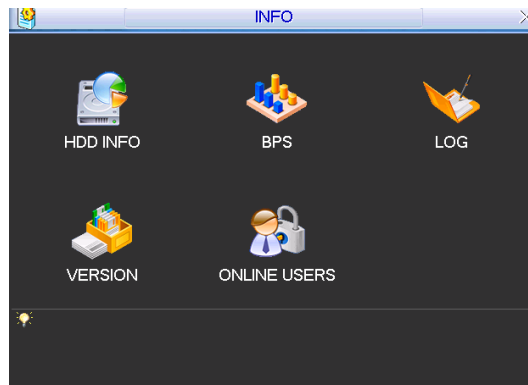 INFO
HDD INFO
BPS
LOG
VERSION
ONLINE USERS